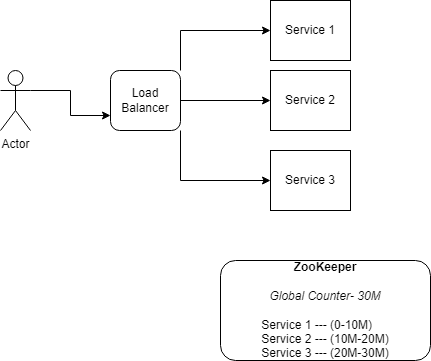 Service 1
Load
Balancer
Service 2
Actor
Service 3
ZooKeeper
Global Counter- 30M
Service 1 --- (0-10M)
Service 2 --- (10M-20M)
Service 3 --- (20M-30M)